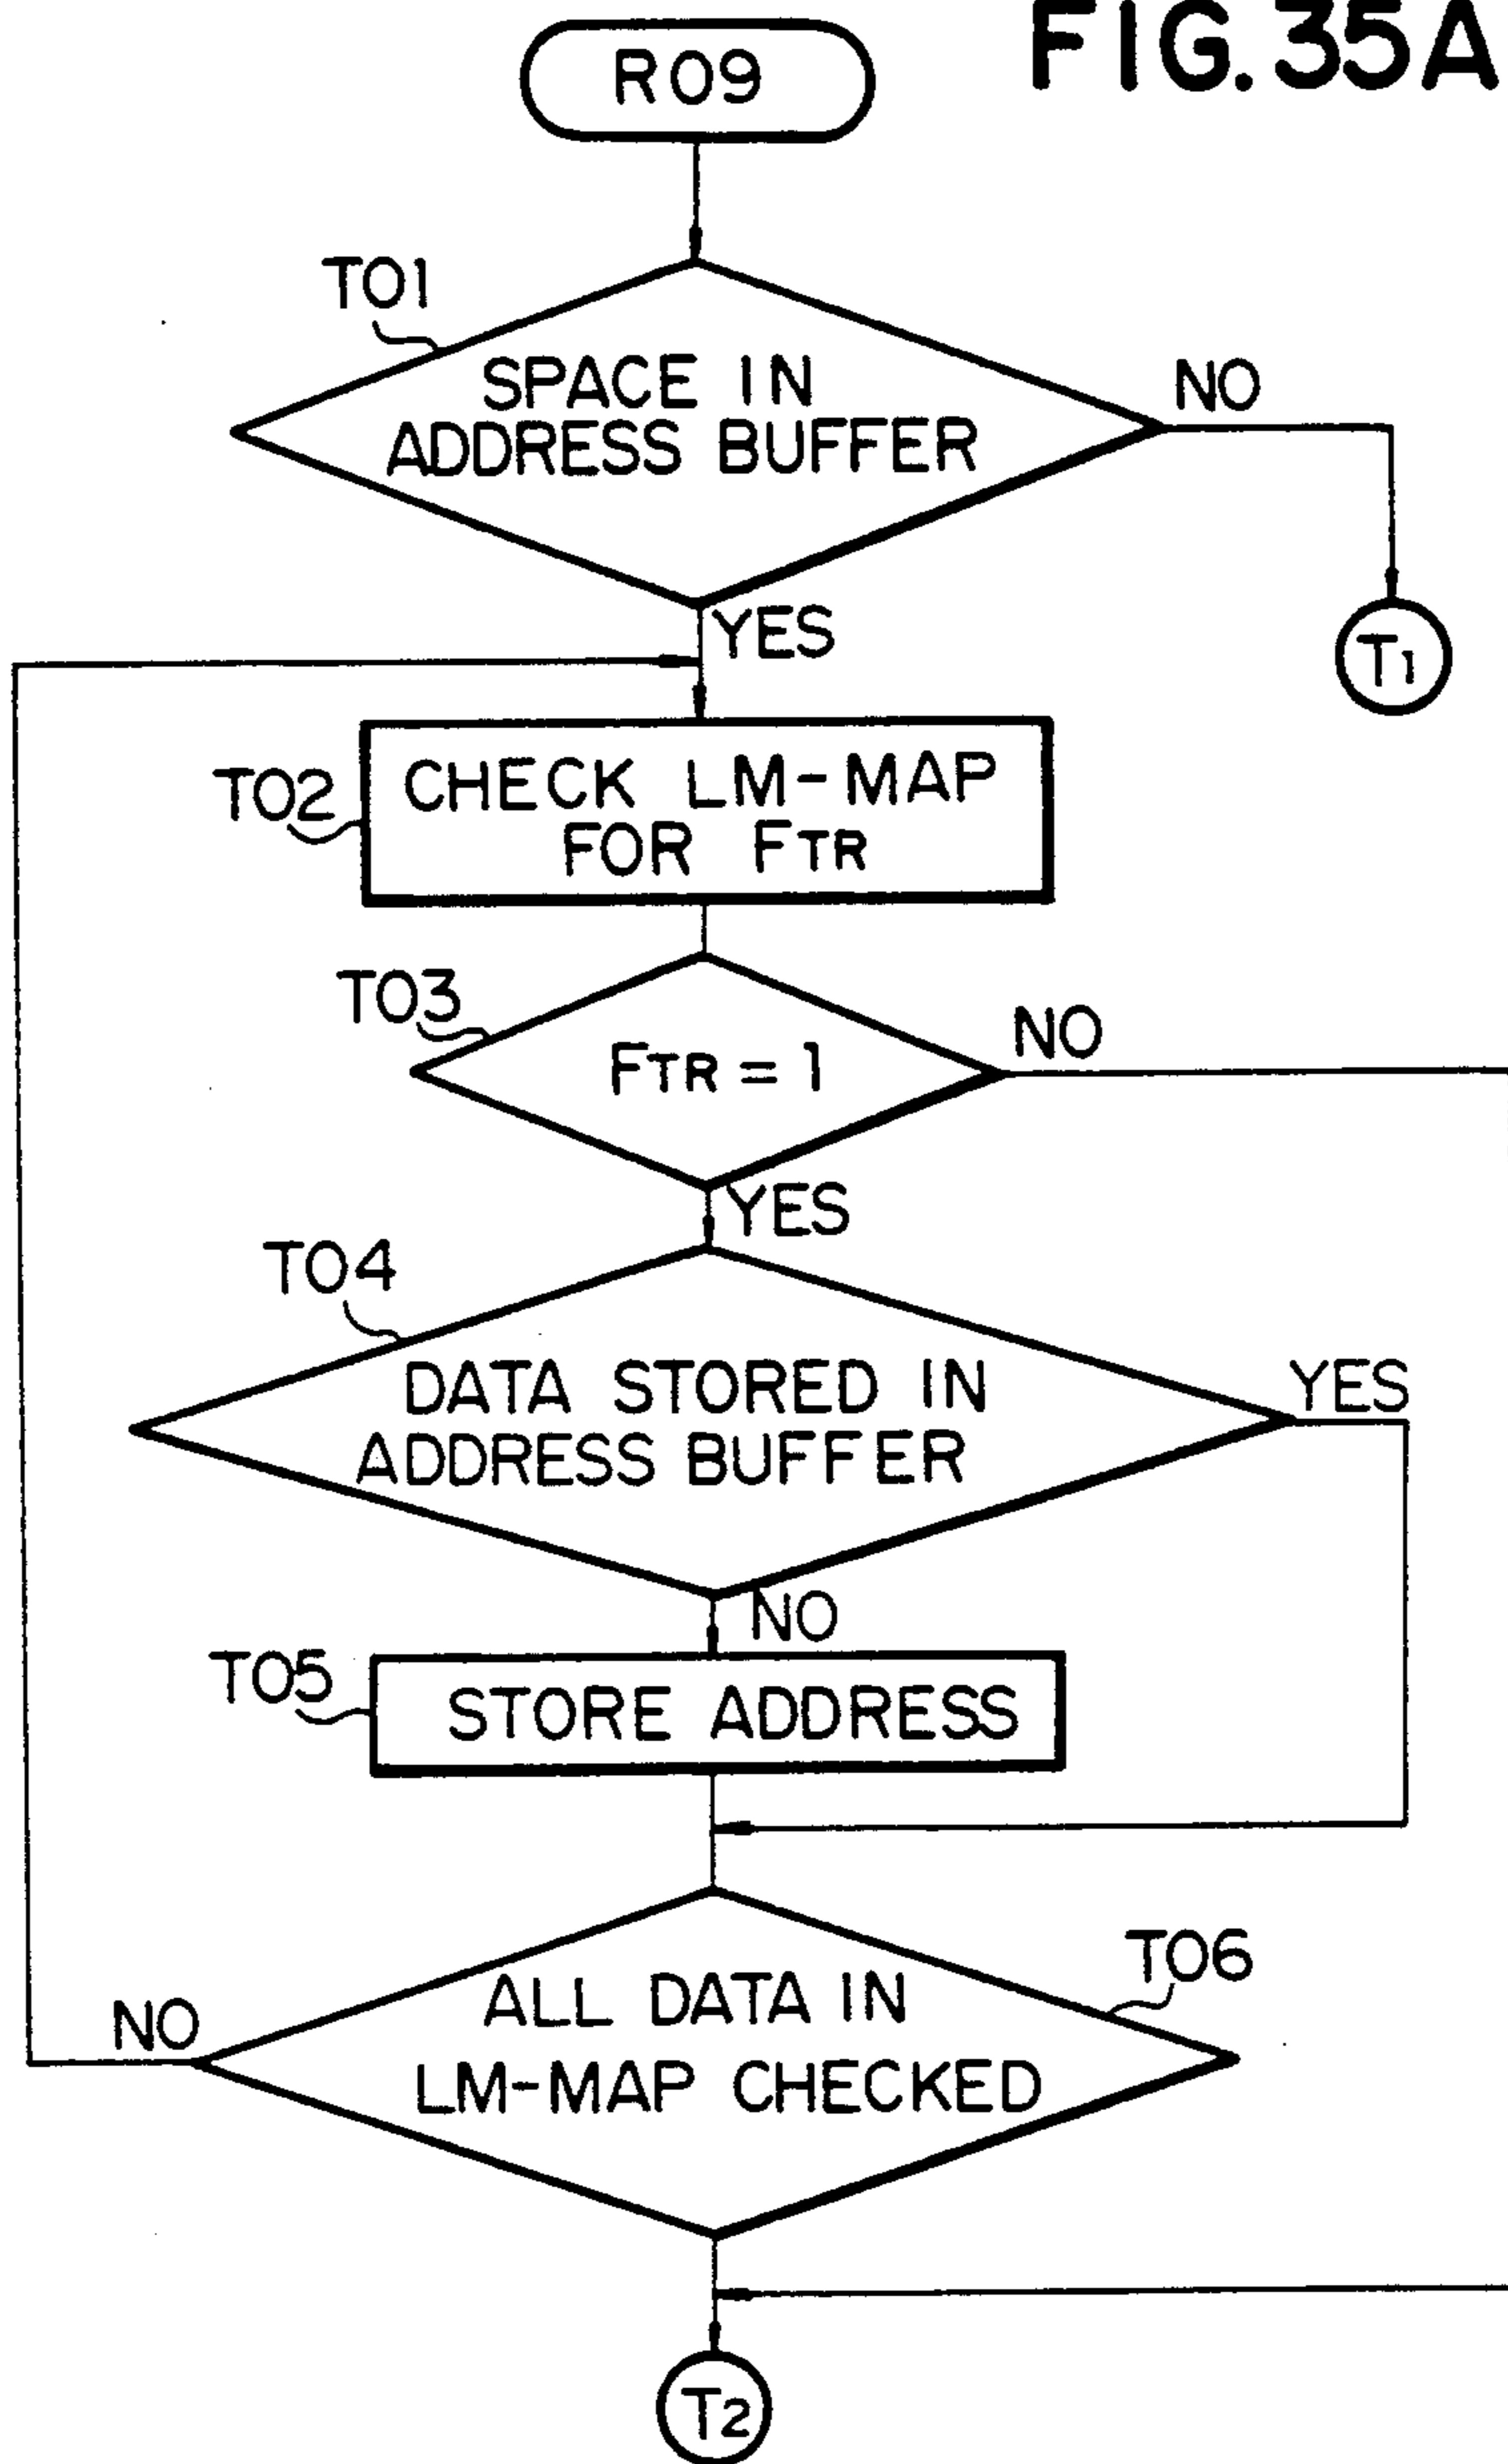 FIG.35A
R09
T01
SPACE IN
ADDRESS BUFFER
NO
YES
T1
T02
CHECK LM-MAP
FOR FTR
T03
FTR = 1
NO
YES
T04
DATA STORED IN
ADDRESS BUFFER
YES
NO
T05
STORE ADDRESS
T06
ALL DATA IN
LM-MAP CHECKED
NO
T2